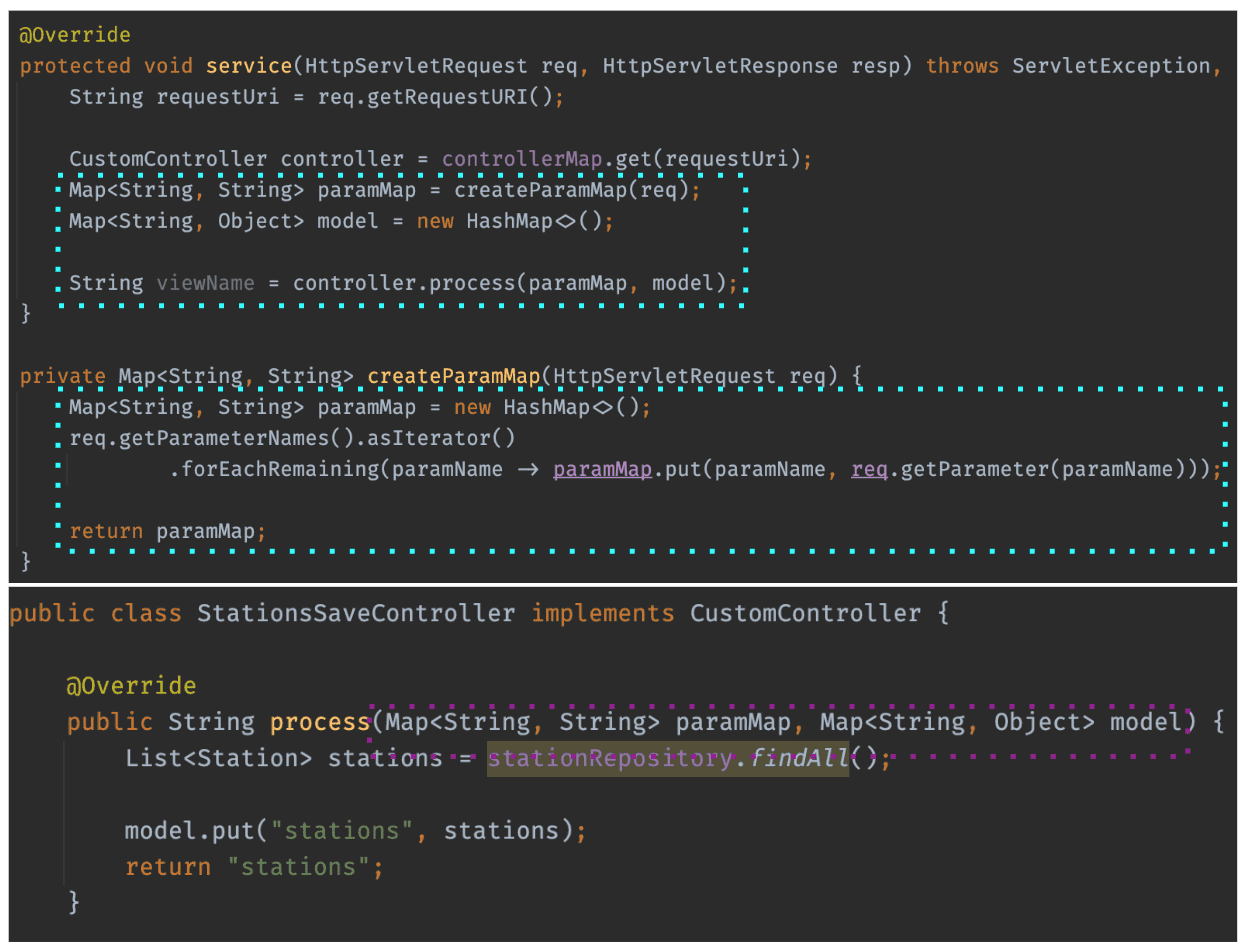 @Override
protected void service(HttpServletRequest req, HttpServletResponse resp) throws ServletException,
String requestUri = req.getRequestURI();
CustomController controller = controllerMap.get(requestUri);
Map<String, String> paramMap = createParamMap(req);
Map<String, Object> model = new HashMap<>();
String viewName = controller.process(paramMap, model);
}
private Map<String, String> createParamMap(HttpServletRequest req) {
Map<String, String> paramMap = new HashMap<>();
req.getParameterNames().asIterator()
.forEachRemaining(paramName -> paramMap.put(paramName, req.getParameter(paramName)));
return paramMap;
}
public class StationsSaveController implements CustomController {
@Override
public String process(Map<String, String> paramMap, Map<String, Object> model) {
List<Station> stations = stationRepository.findAll();
model.put("stations", stations);
return "stations";
}